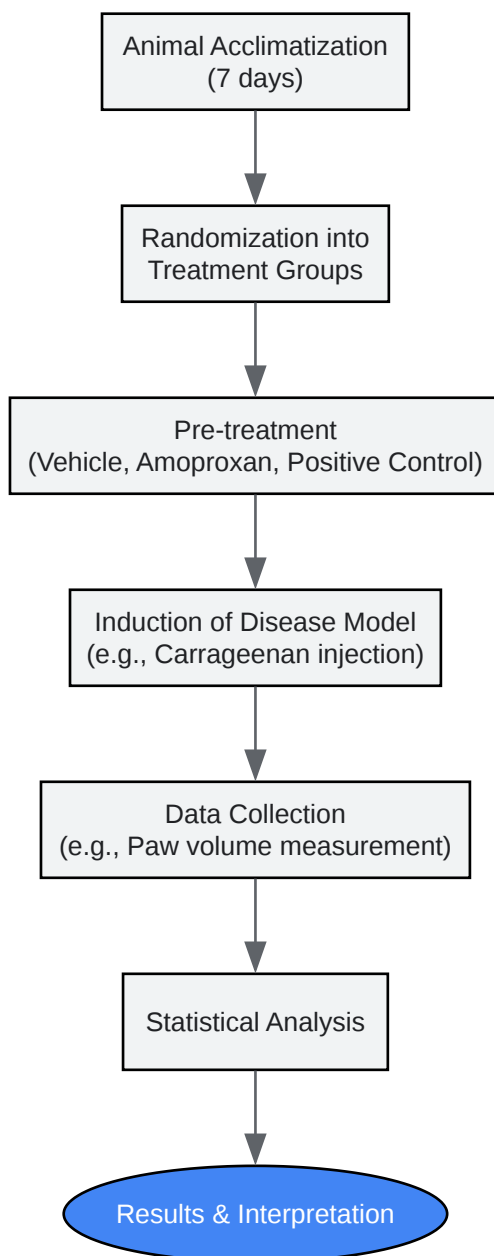 Animal Acclimatization
(7 days)
Randomization into
Treatment Groups
Pre-treatment
(Vehicle, Amoproxan, Positive Control)
Induction of Disease Model
(e.g., Carrageenan injection)
Data Collection
(e.g., Paw volume measurement)
Statistical Analysis
Results & Interpretation